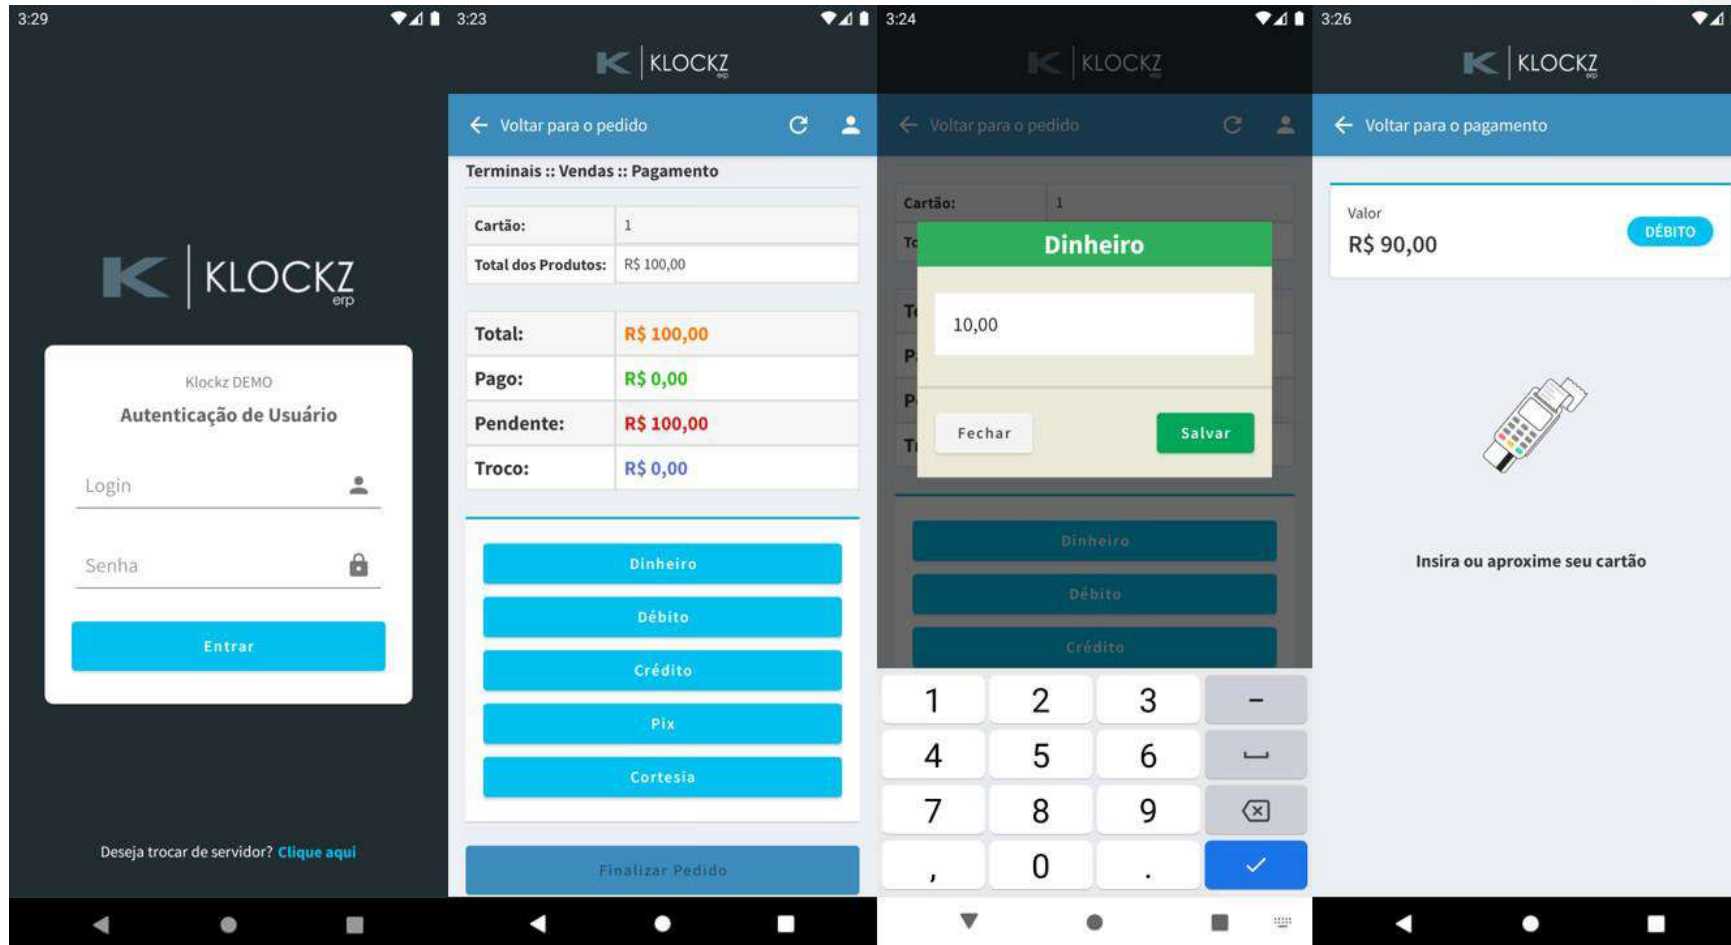 3:29
KLOCKZ
erp
Klockz DEMO
Autenticação de Usuário
Login
Senha
Entrar
Deseja trocar de servidor? Clique aqui
3:23
KLOCKZ
erp
Voltar para o pedido
Terminais :: Vendas :: Pagamento
Cartão: 1
Total dos Produtos: R$ 100,00
Total: R$ 100,00
Pago: R$ 0,00
Pendente: R$ 100,00
Troco: R$ 0,00
Dinheiro
Débito
Crédito
Pix
Cortesia
Finalizar Pedido
3:24
KLOCKZ
erp
Voltar para o pedido
Cartão: 1
Dinheiro
10,00
Fechar Salvar
Dinheiro
Débito
Crédito
1 2 3 -
4 5 6
7 8 9
, 0 .
3:26
KLOCKZ
erp
Voltar para o pagamento
Valor
R$ 90,00
DÉBITO
Insira ou aproxime seu cartão